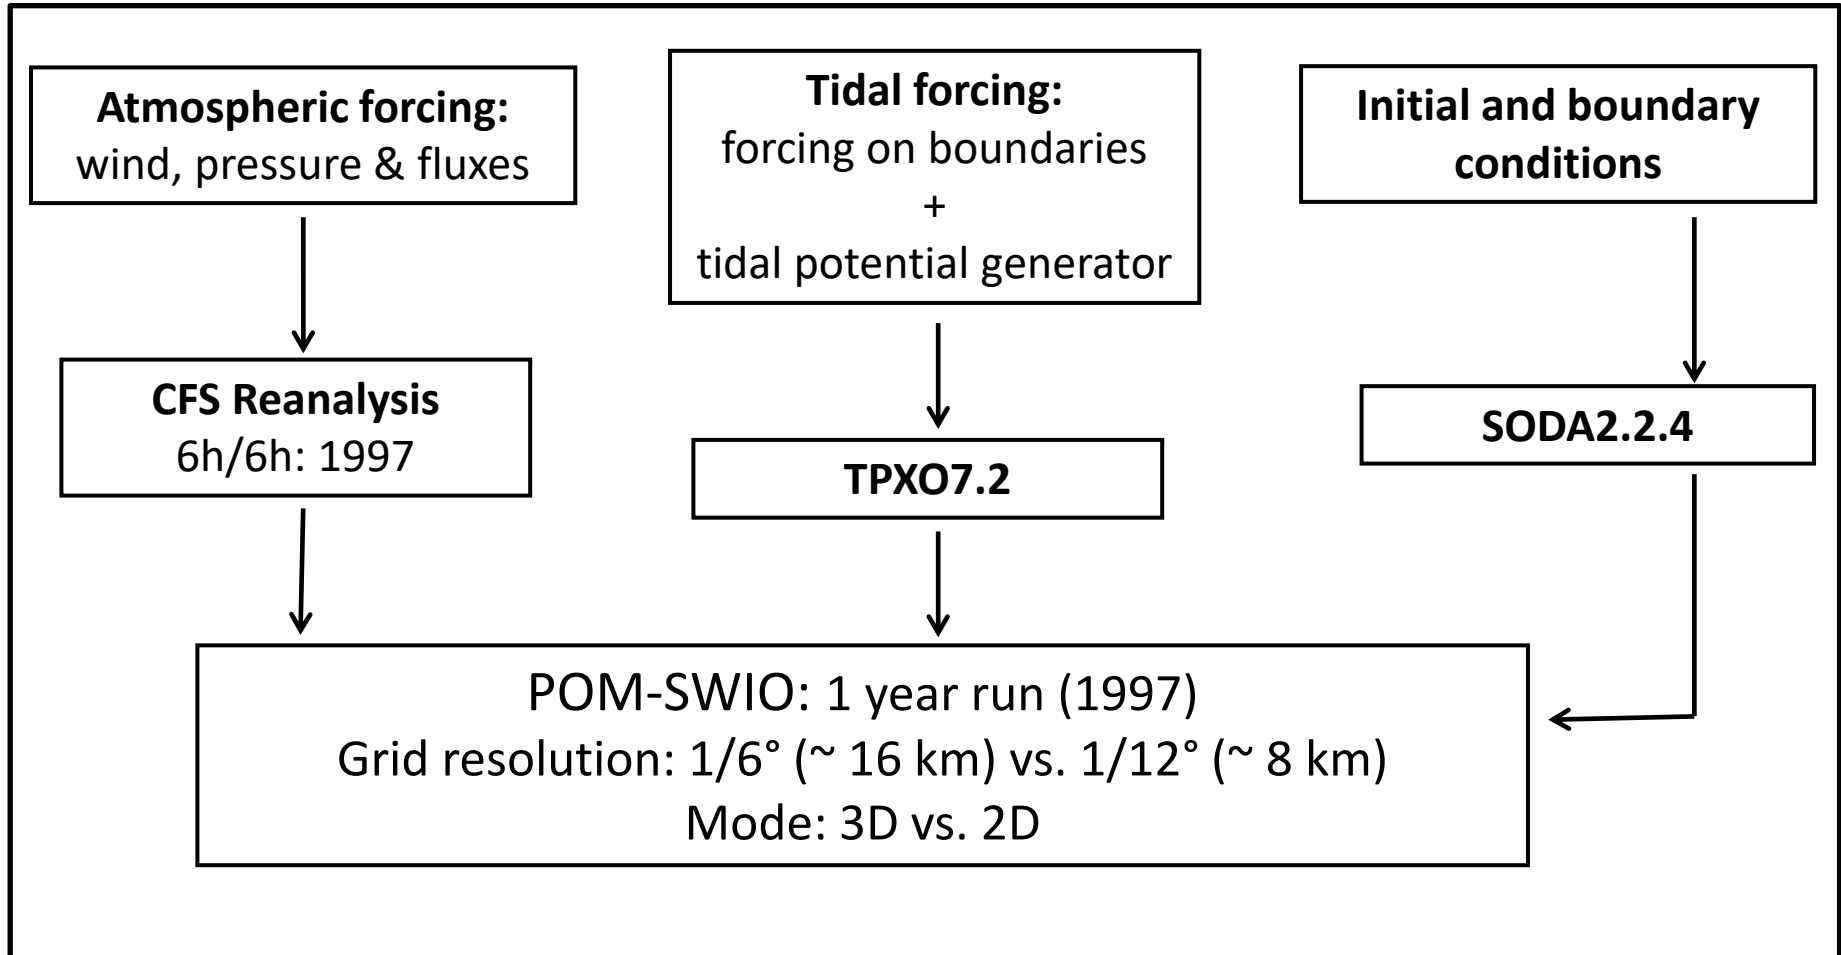 Atmospheric forcing:
wind, pressure & fluxes
Tidal forcing:
forcing on boundaries
+
tidal potential generator
Initial and boundary
conditions
CFS Reanalysis
6h/6h: 1997
TPXO7.2
SODA2.2.4
POM-SWIO: 1 year run (1997)
Grid resolution: 1/6° (~ 16 km) vs. 1/12° (~ 8 km)
Mode: 3D vs. 2D